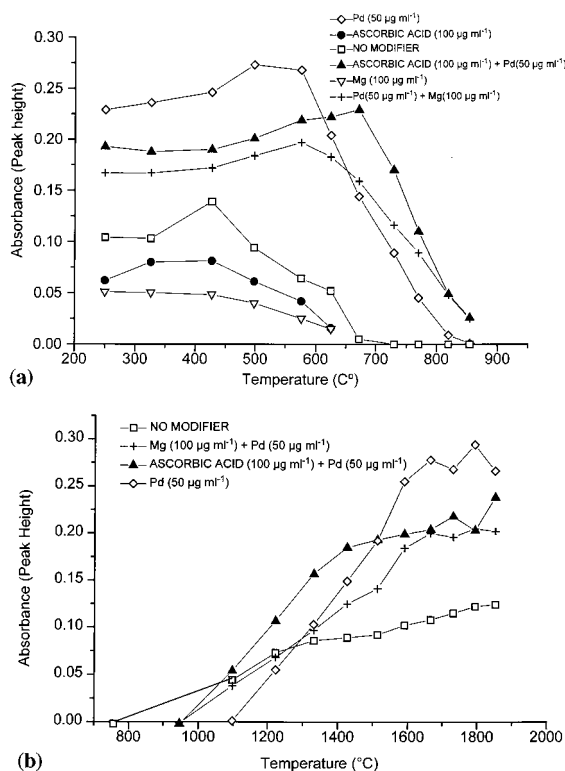 Pd (50 µg ml⁻¹)
ASCORBIC ACID (100 µg ml⁻¹)
NO MODIFIER
ASCORBIC ACID (100 µg ml⁻¹) + Pd(50 µg ml⁻¹)
Mg (100 µg ml⁻¹)
Pd(50 µg ml⁻¹) + Mg(100 µg ml⁻¹)
Absorbance (Peak height)
0.30
0.25
0.20
0.15
0.10
0.05
0.00
200 300 400 500 600 700 800 900
Temperature (Cº)
(a)
NO MODIFIER
Mg (100 µg ml⁻¹) + Pd (50 µg ml⁻¹)
ASCORBIC ACID (100 µg ml⁻¹) + Pd (50 µg ml⁻¹)
Pd (50 µg ml⁻¹)
Absorbance (Peak Height)
0.30
0.25
0.20
0.15
0.10
0.05
0.00
800 1000 1200 1400 1600 1800 2000
Temperature (°C)
(b)